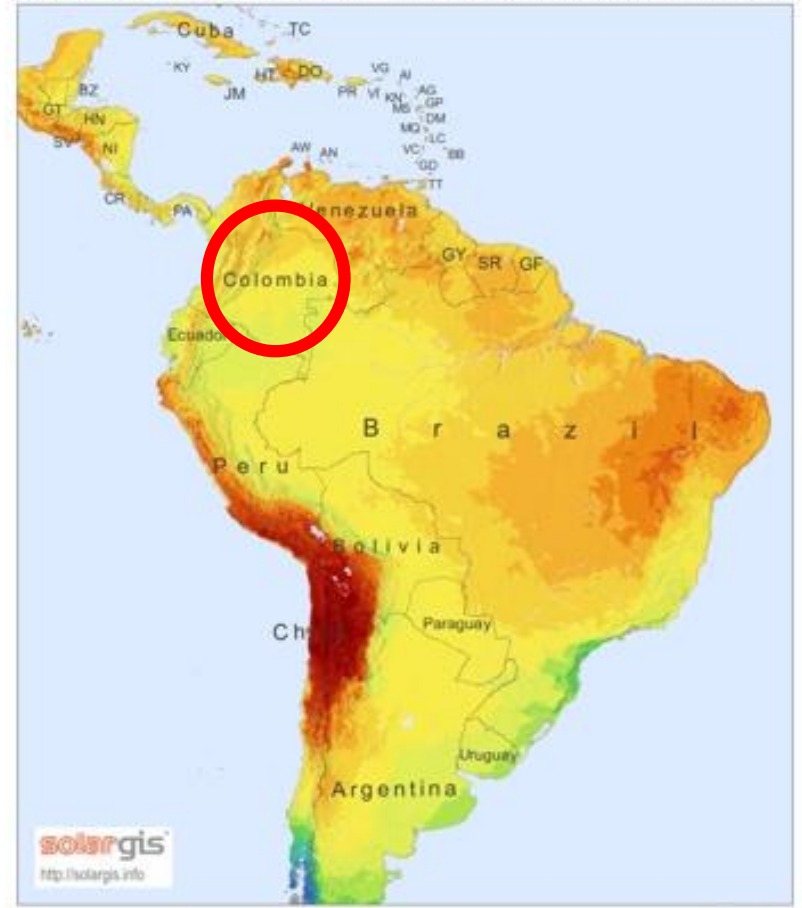 Cuba
TC
KY
HT
DO
VG
AI
BZ
JM
PR
VI
KN
AG
MS
GP
GT
HN
DM
MQ
LC
SV
NI
VC
BB
AW
AN
GD
TT
CR
PA
Venezuela
GY
SR
GF
Colombia
Ecuador
Brazil
Peru
Bolivia
Paraguay
Uruguay
Argentina
solargis
http://solargis.info